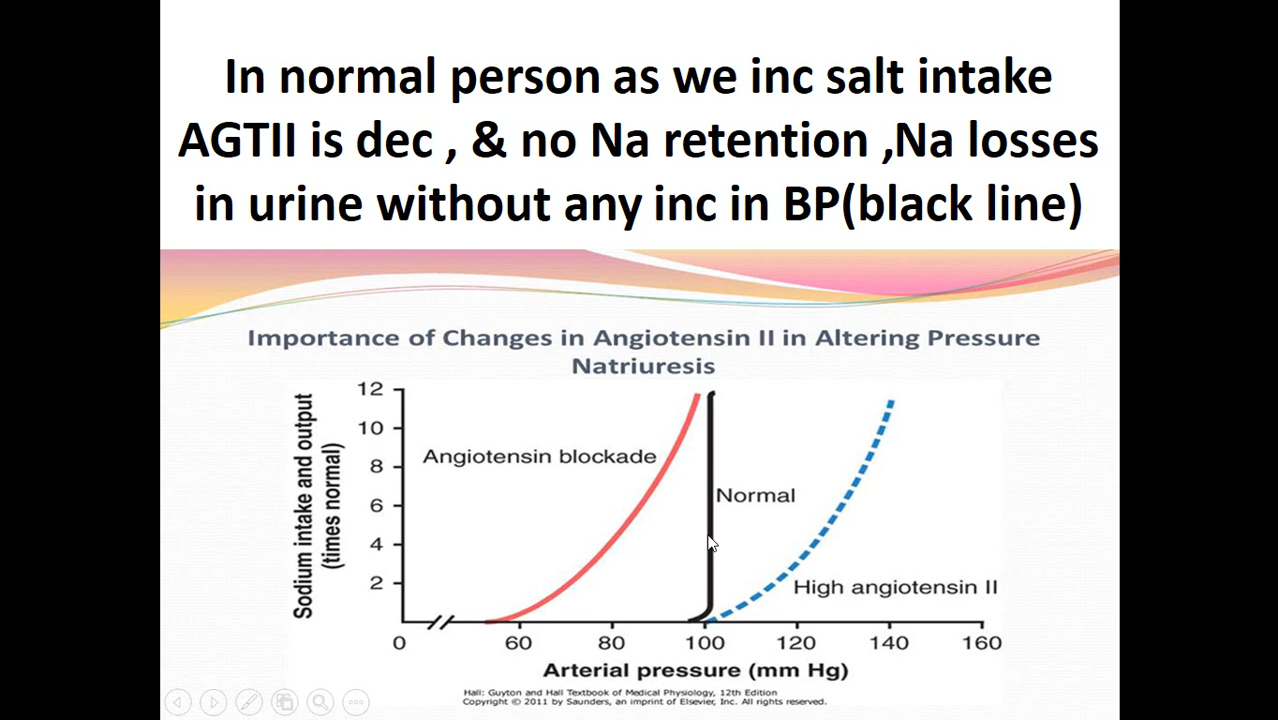 In normal person as we inc salt intake
AGTII is dec , & no Na retention ,Na losses
in urine without any inc in BP(black line)
Importance of Changes in Angiotensin II in Altering Pressure
Natriuresis
Sodium intake and output
(times normal)
12
10
8
6
4
2
0
60
80
100
120
140
160
Angiotensin blockade
Normal
High angiotensin II
Arterial pressure (mm Hg)
Hall: Guyton and Hall Textbook of Medical Physiology, 12th Edition
Copyright © 2011 by Saunders, an imprint of Elsevier, Inc. All rights reserved.